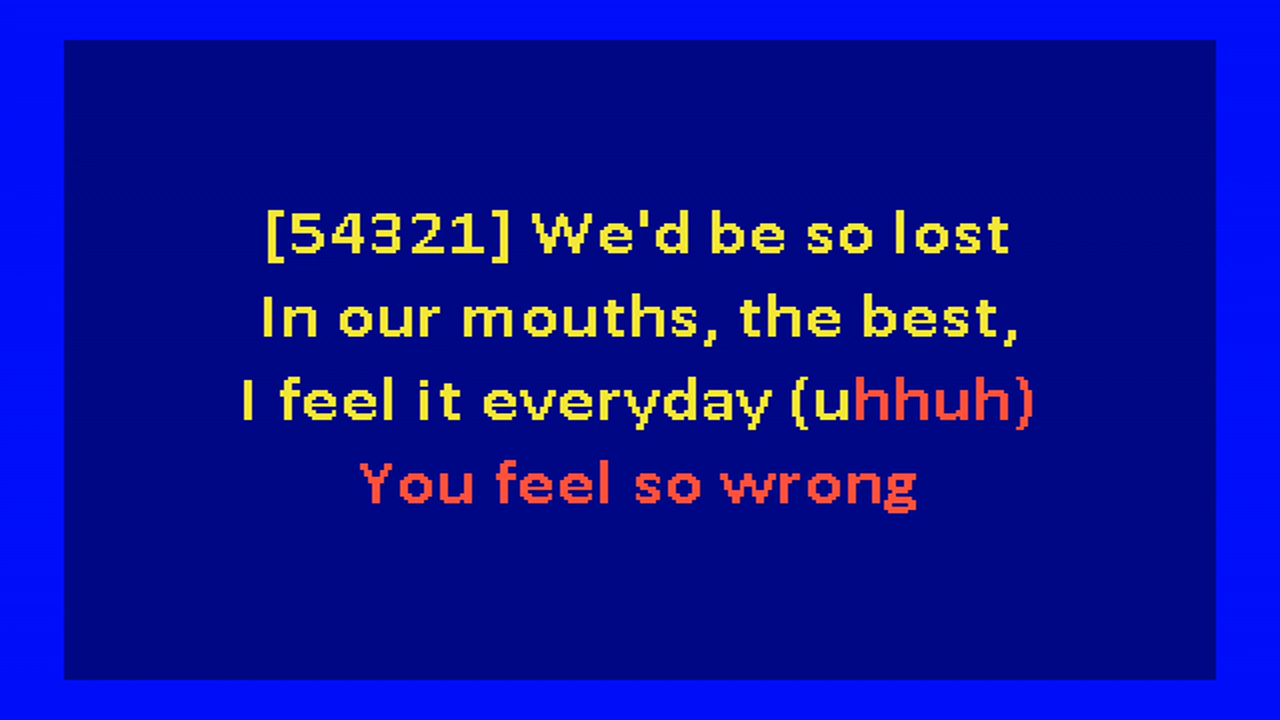 [54321] We'd be so lost
In our mouths, the best,
I feel it everyday (uhhuh)
You feel so wrong